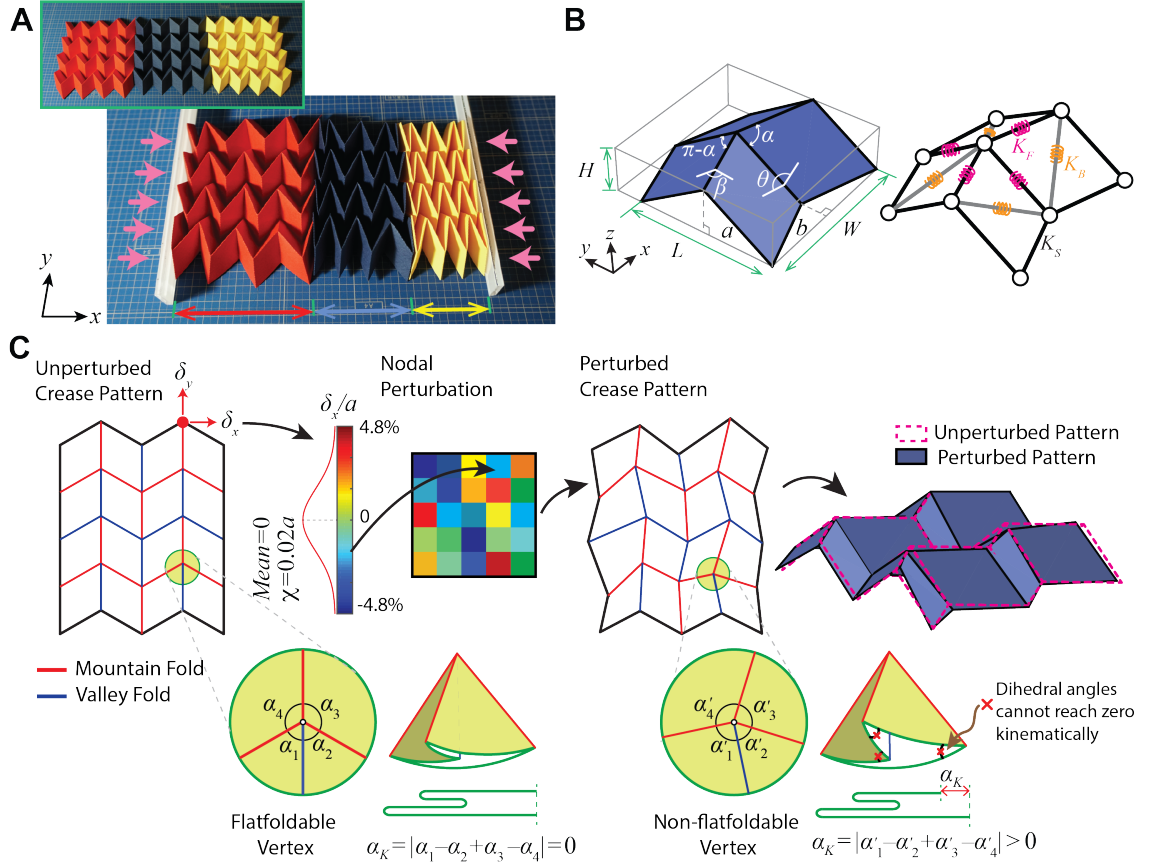 A
y
x
B
H
π-α
α
β
θ
a
b
L
W
z
y
x
K_F
K_B
K_S
C
Unperturbed
Crease Pattern
δ_y
δ_x
Nodal
Perturbation
δ_x/a
4.8%
0
-4.8%
Mean=0
χ=0.02a
Perturbed
Crease Pattern
Unperturbed Pattern
Perturbed Pattern
Mountain Fold
Valley Fold
α_4 α_3
α_1 α_2
Flatfoldable
Vertex
α_K=|α_1–α_2+α_3–α_4|=0
α′_4 α′_3
α′_1 α′_2
Non-flatfoldable
Vertex
Dihedral angles
cannot reach zero
kinematically
α_K
α_K=|α′_1–α′_2+α′_3–α′_4|>0